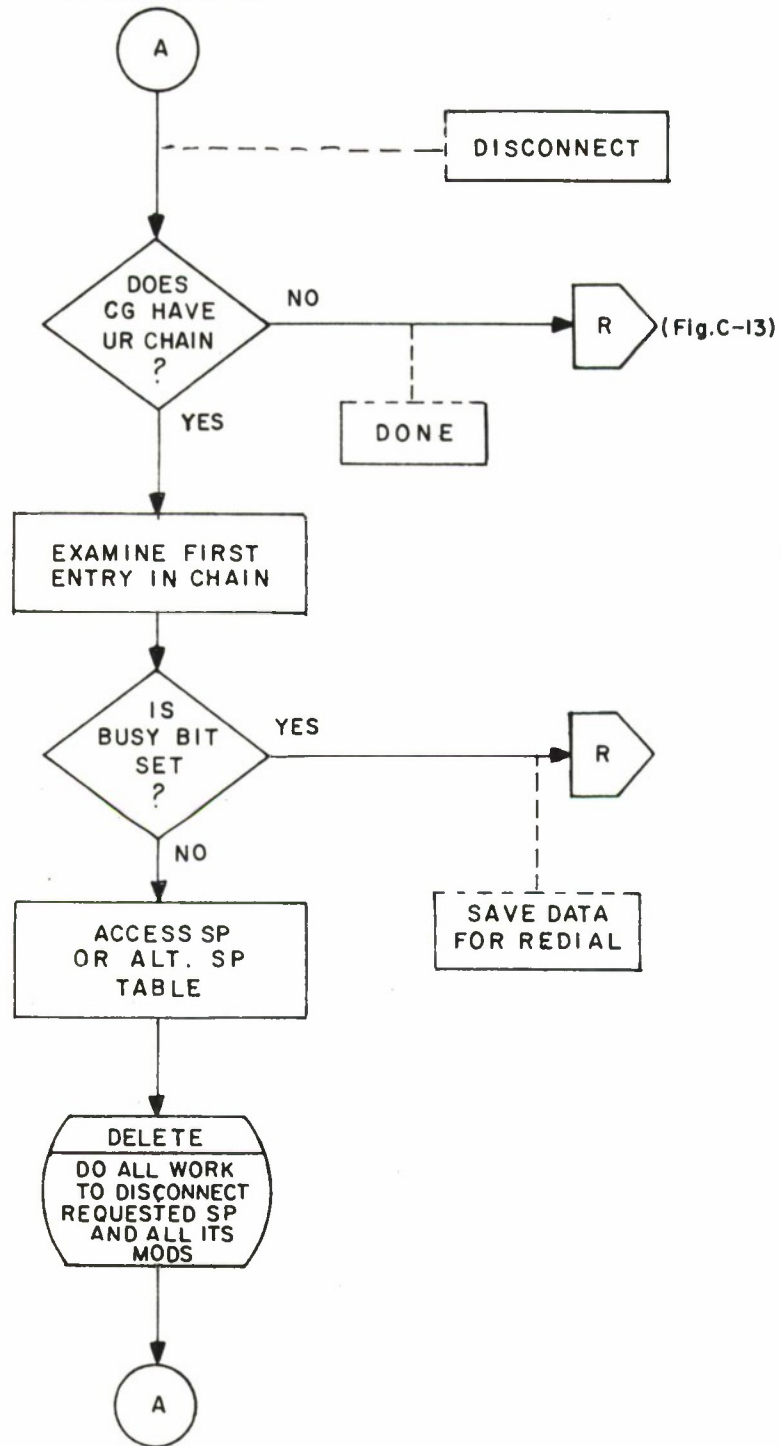 A
DISCONNECT
DOES
CG HAVE
UR CHAIN
?
NO
R
(Fig.C-13)
DONE
YES
EXAMINE FIRST
ENTRY IN CHAIN
IS
BUSY BIT
SET
?
YES
R
NO
SAVE DATA
FOR REDIAL
ACCESS SP
OR ALT. SP
TABLE
DELETE
DO ALL WORK
TO DISCONNECT
REQUESTED SP
AND ALL ITS
MODS
A